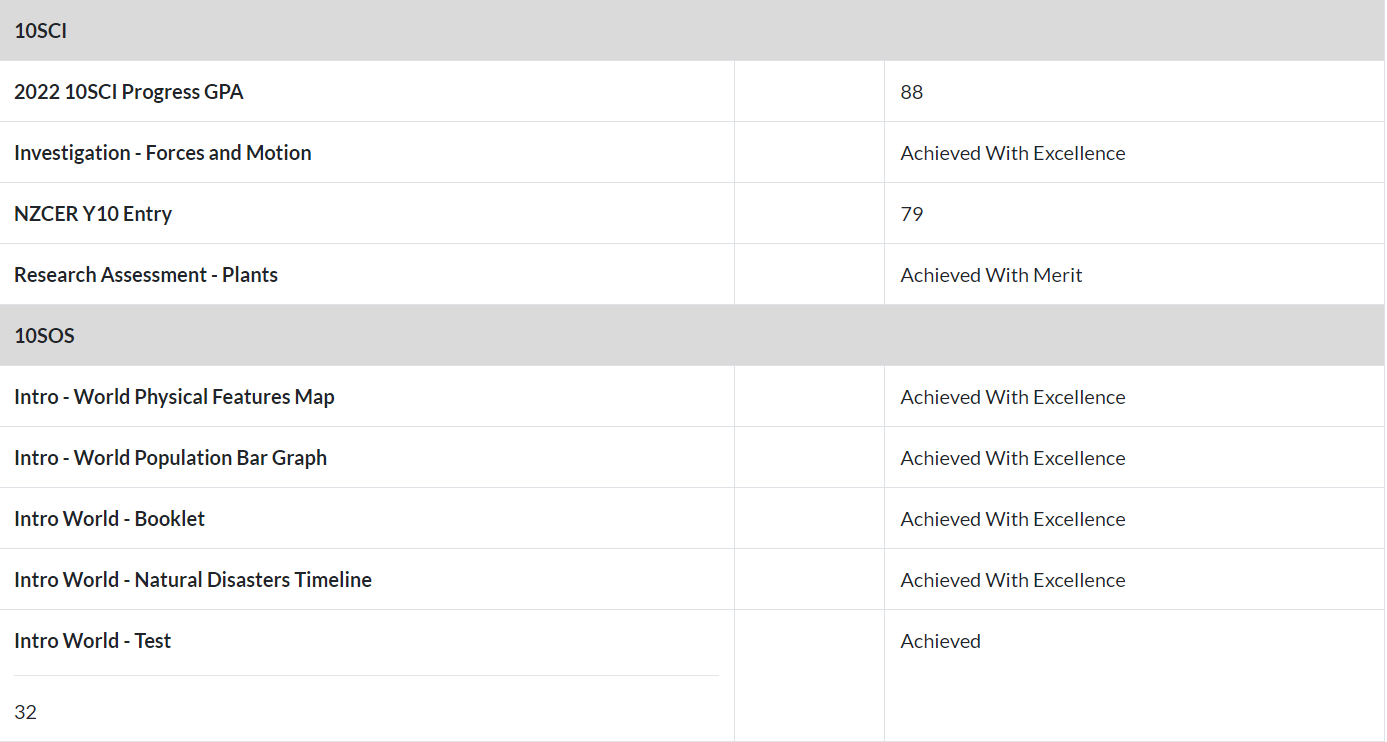 10SCI
2022 10SCI Progress GPA 88
Investigation - Forces and Motion Achieved With Excellence
NZCER Y10 Entry 79
Research Assessment - Plants Achieved With Merit
10SOS
Intro - World Physical Features Map Achieved With Excellence
Intro - World Population Bar Graph Achieved With Excellence
Intro World - Booklet Achieved With Excellence
Intro World - Natural Disasters Timeline Achieved With Excellence
Intro World - Test Achieved
32